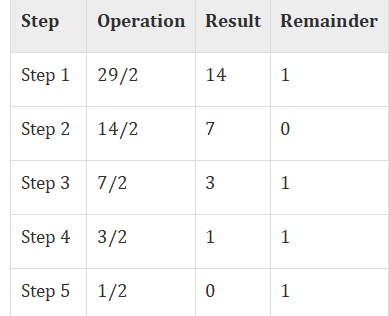 Step Operation Result Remainder
Step 1 29/2 14 1
Step 2 14/2 7 0
Step 3 7/2 3 1
Step 4 3/2 1 1
Step 5 1/2 0 1